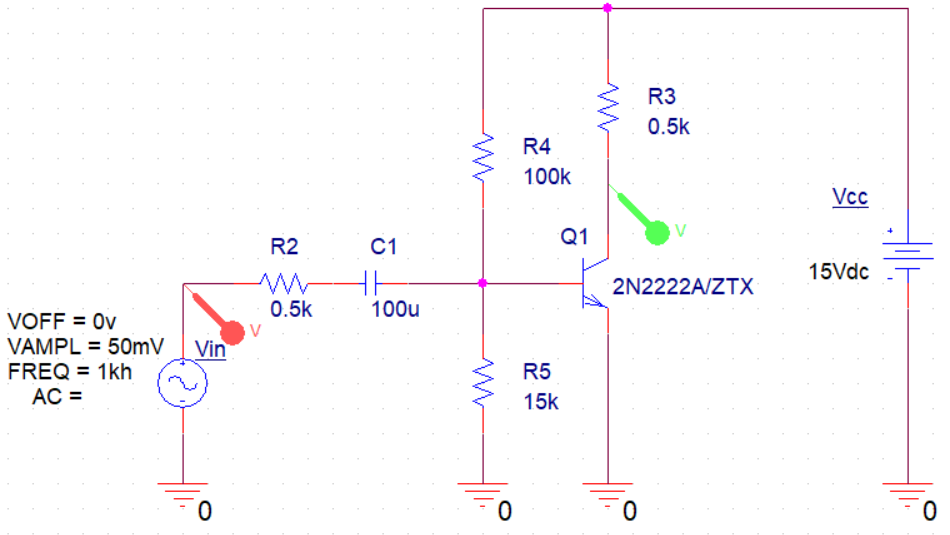 R3
0.5k
R4
100k
Vcc
V
Q1
R2
C1
15Vdc
2N2222A/ZTX
0.5k
100u
VOFF = 0v
V
VAMPL = 50mV
Vin
FREQ = 1kh
AC =
R5
15k
0
0
0
0